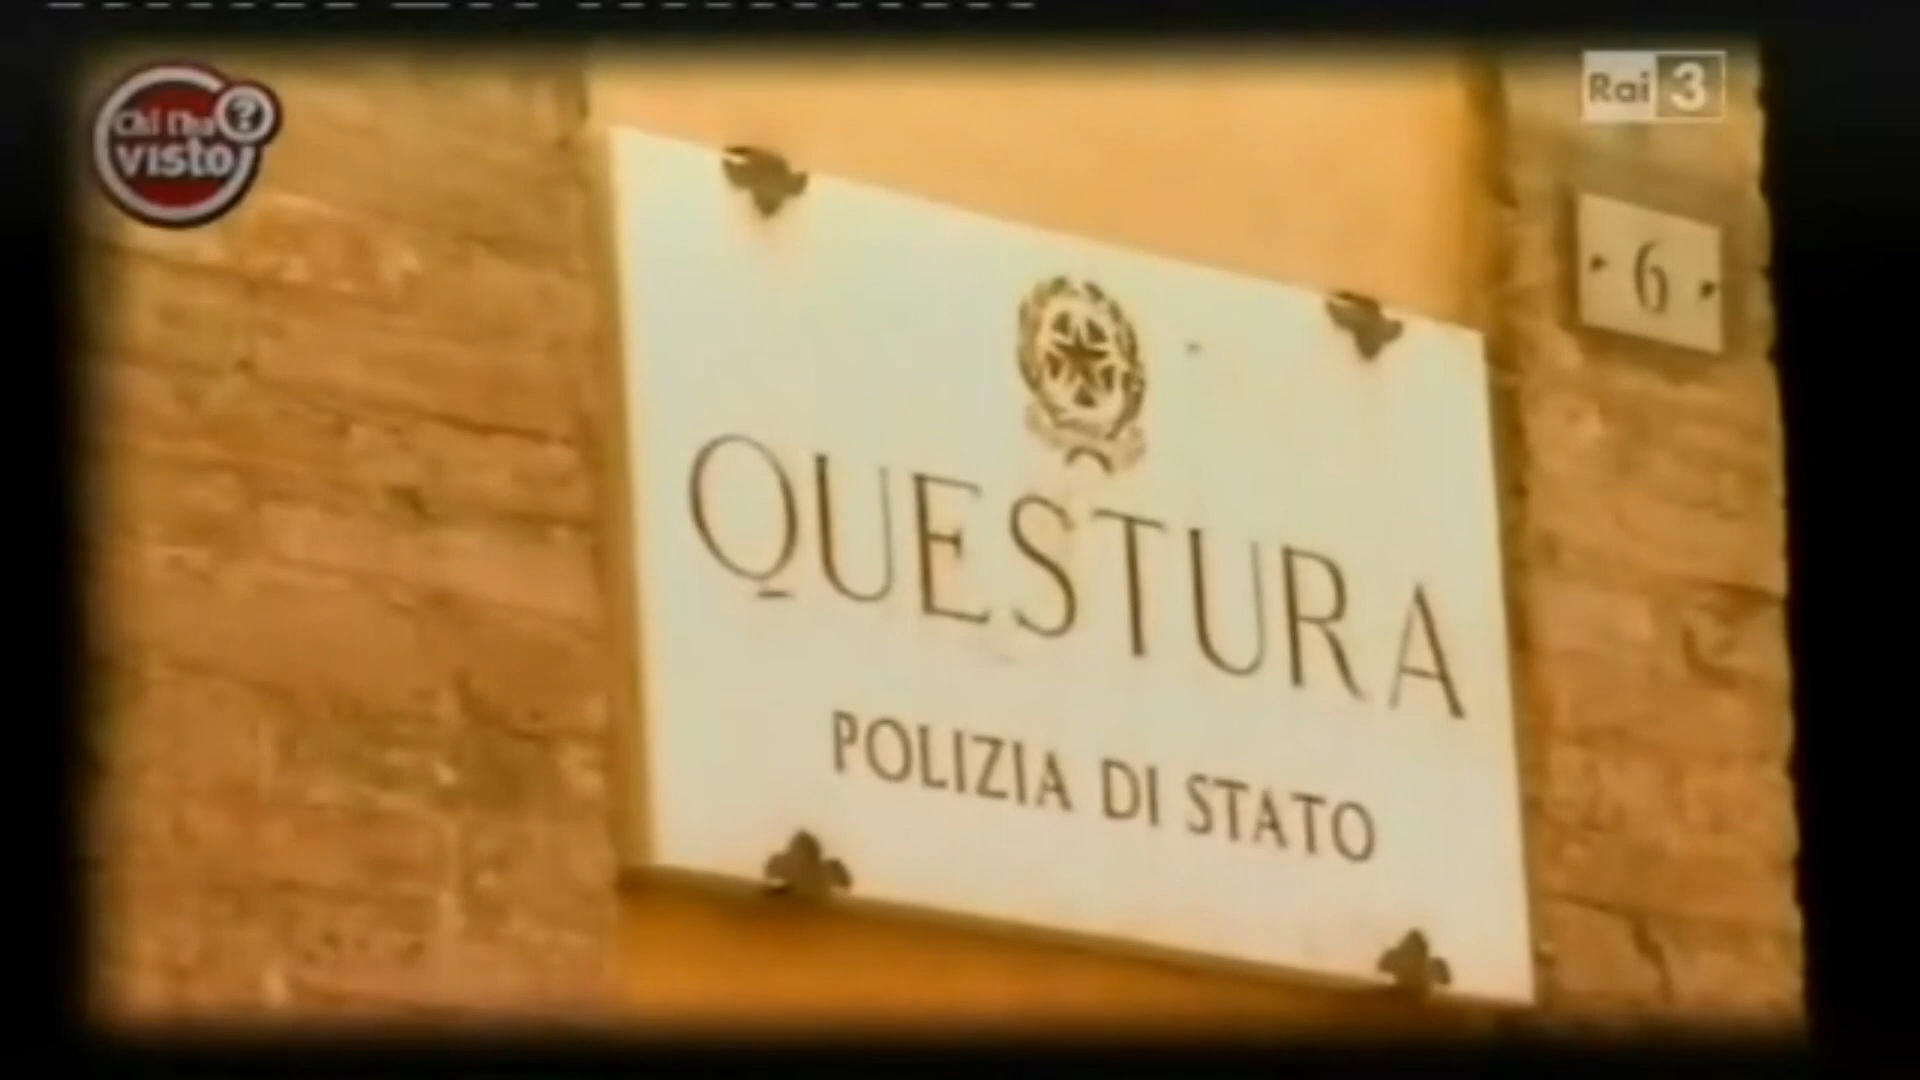 Chi l'ha ?
visto
Rai 3
6
QUESTURA
POLIZIA DI STATO